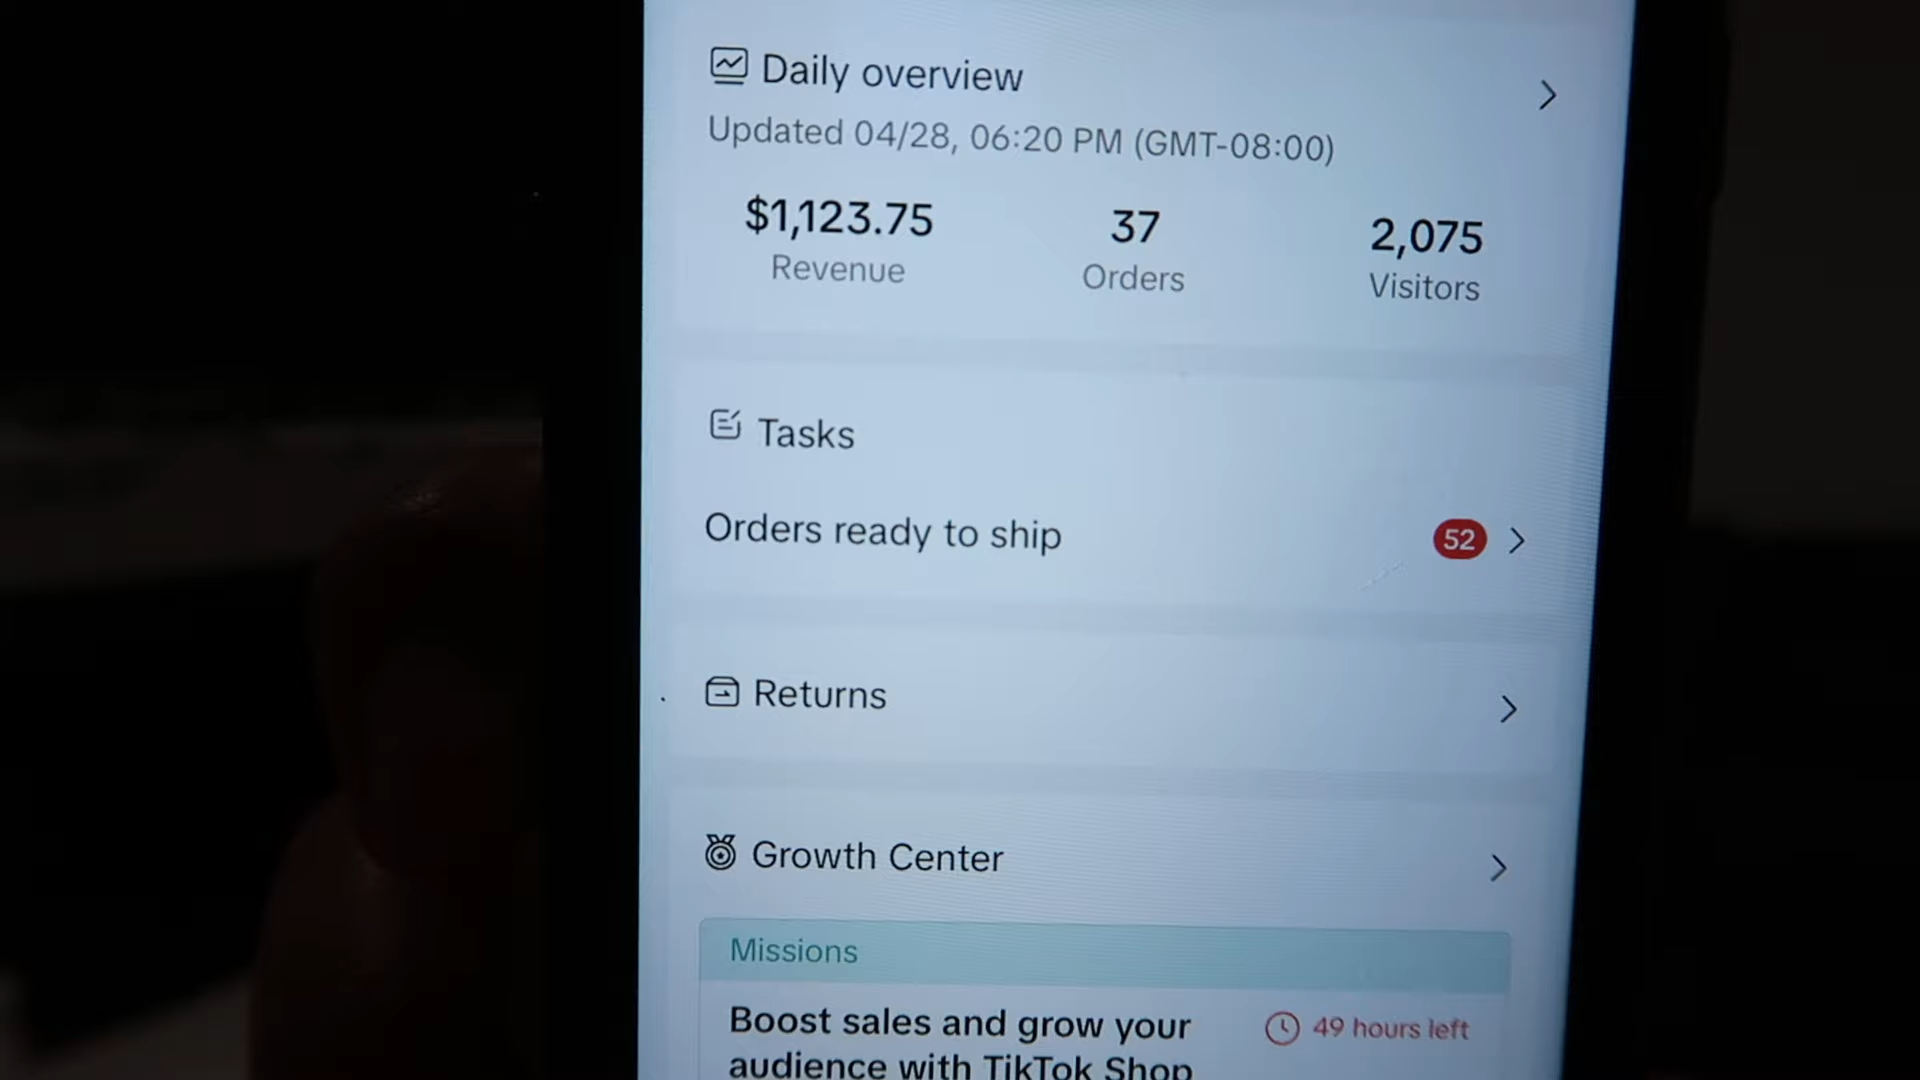 Daily overview
Updated 04/28, 06:20 PM (GMT-08:00)
$1,123.75 37 2,075
Revenue Orders Visitors
Tasks
Orders ready to ship 52
Returns
Growth Center
Missions
Boost sales and grow your 49 hours left
audience with TikTok Shop